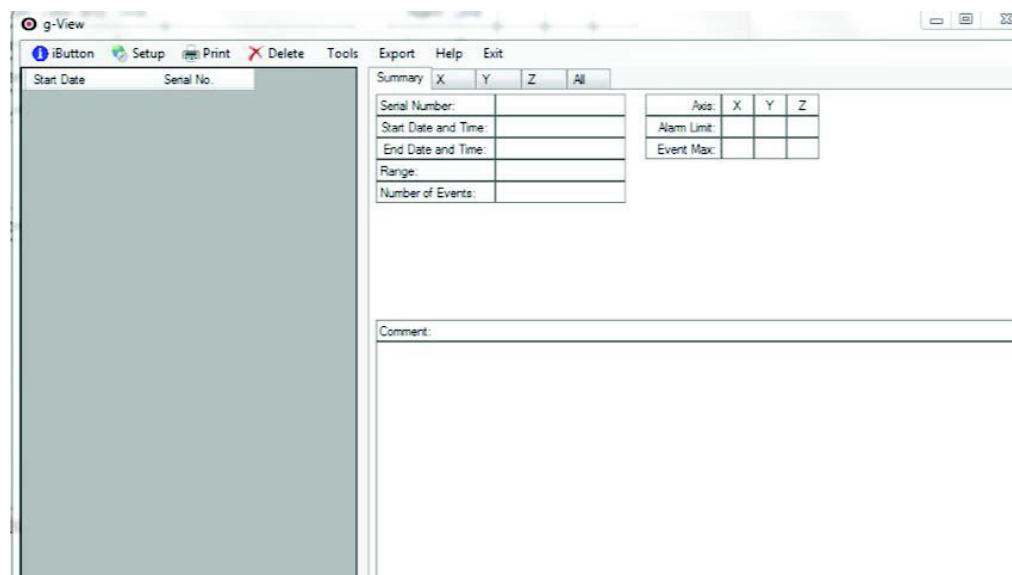 g-View
iButton Setup Print Delete Tools Export Help Exit
Start Date Serial No.
Summary X Y Z All
Serial Number:
Start Date and Time:
End Date and Time:
Range:
Number of Events:
Axis: X Y Z
Alarm Limit:
Event Max:
Comment: